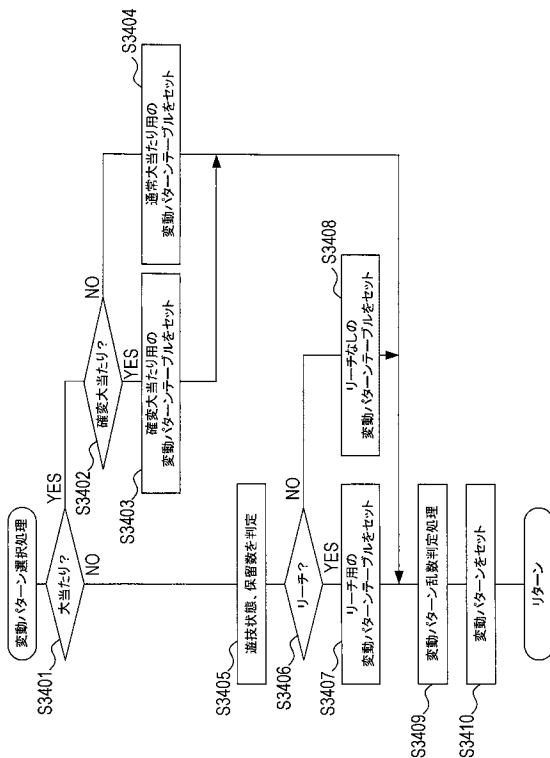 変動パターン選択処理
S3401
大当たり?
YES
NO
S3402
確変大当たり?
NO
YES
S3403
確変大当たり用の
変動パターンテーブルをセット
S3404
通常大当たり用の
変動パターンテーブルをセット
S3405
遊技状態、保留数を判定
S3406
リーチ?
NO
YES
S3407
リーチ用の
変動パターンテーブルをセット
S3408
リーチなしの
変動パターンテーブルをセット
S3409
変動パターン乱数判定処理
S3410
変動パターンをセット
リターン